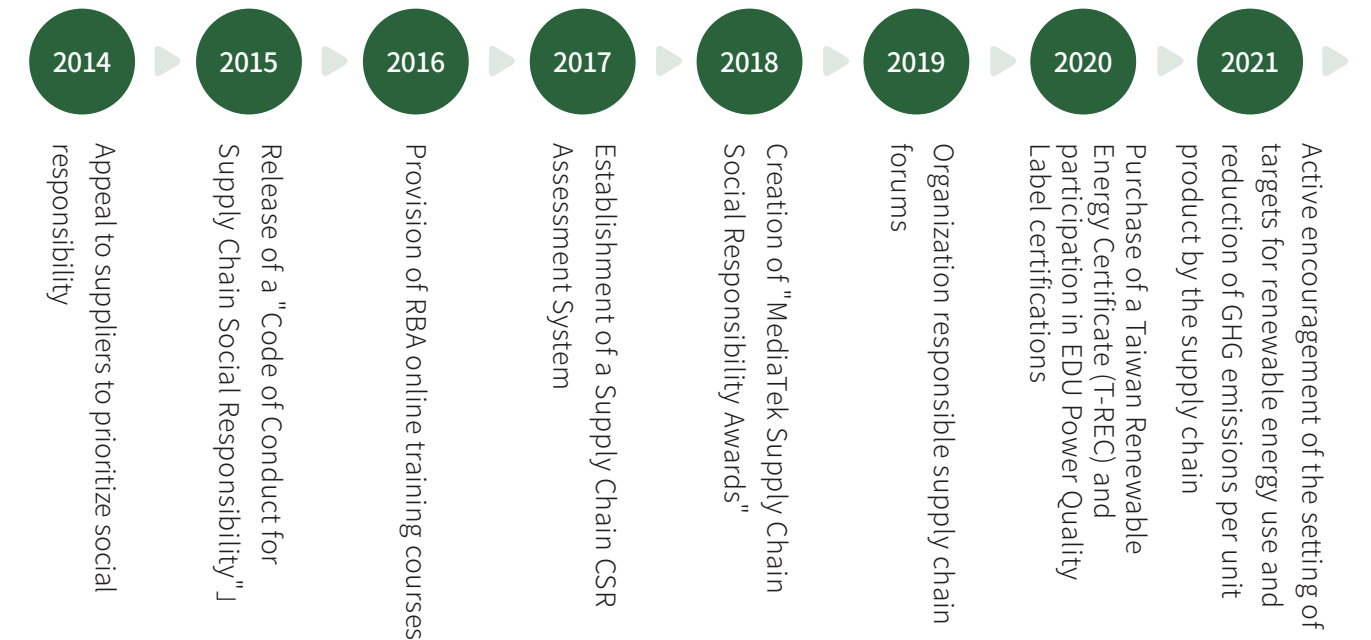 2014
Appeal to suppliers to prioritize social
responsibility
2015
Release of a "Code of Conduct for
Supply Chain Social Responsibility"」
2016
Provision of RBA online training courses
2017
Establishment of a Supply Chain CSR
Assessment System
2018
Creation of "MediaTek Supply Chain
Social Responsibility Awards"
2019
Organization responsible supply chain
forums
2020
Purchase of a Taiwan Renewable
Energy Certificate (T-REC) and
participation in EDU Power Quality
Label certifications
2021
Active encouragement of the setting of
targets for renewable energy use and
reduction of GHG emissions per unit
product by the supply chain